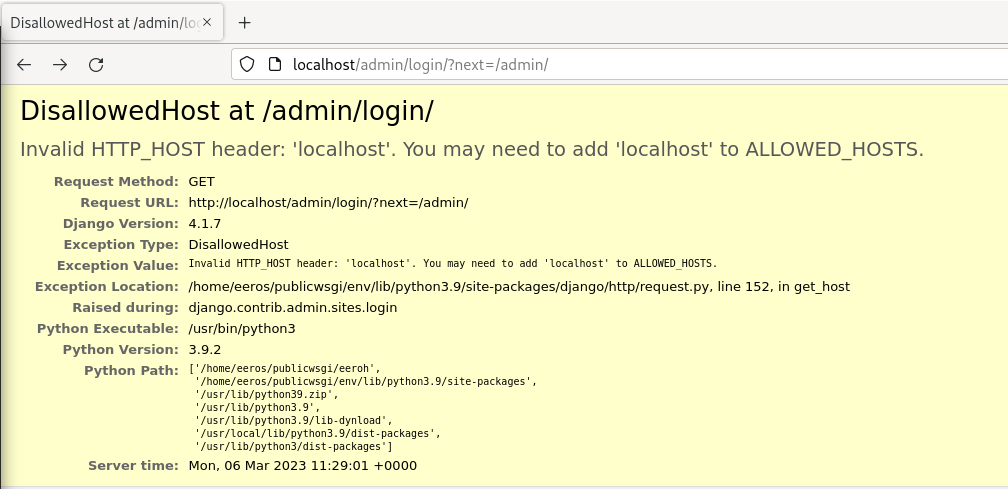 DisallowedHost at /admin/lo
localhost/admin/login/?next=/admin/
DisallowedHost at /admin/login/
Invalid HTTP_HOST header: 'localhost'. You may need to add 'localhost' to ALLOWED_HOSTS.
Request Method: GET
Request URL: http://localhost/admin/login/?next=/admin/
Django Version: 4.1.7
Exception Type: DisallowedHost
Exception Value: Invalid HTTP_HOST header: 'localhost'. You may need to add 'localhost' to ALLOWED_HOSTS.
Exception Location: /home/eeros/publicwsgi/env/lib/python3.9/site-packages/django/http/request.py, line 152, in get_host
Raised during: django.contrib.admin.sites.login
Python Executable: /usr/bin/python3
Python Version: 3.9.2
Python Path: ['/home/eeros/publicwsgi/eeroh',
'/home/eeros/publicwsgi/env/lib/python3.9/site-packages',
'/usr/lib/python39.zip',
'/usr/lib/python3.9',
'/usr/lib/python3.9/lib-dynload',
'/usr/local/lib/python3.9/dist-packages',
'/usr/lib/python3/dist-packages']
Server time: Mon, 06 Mar 2023 11:29:01 +0000